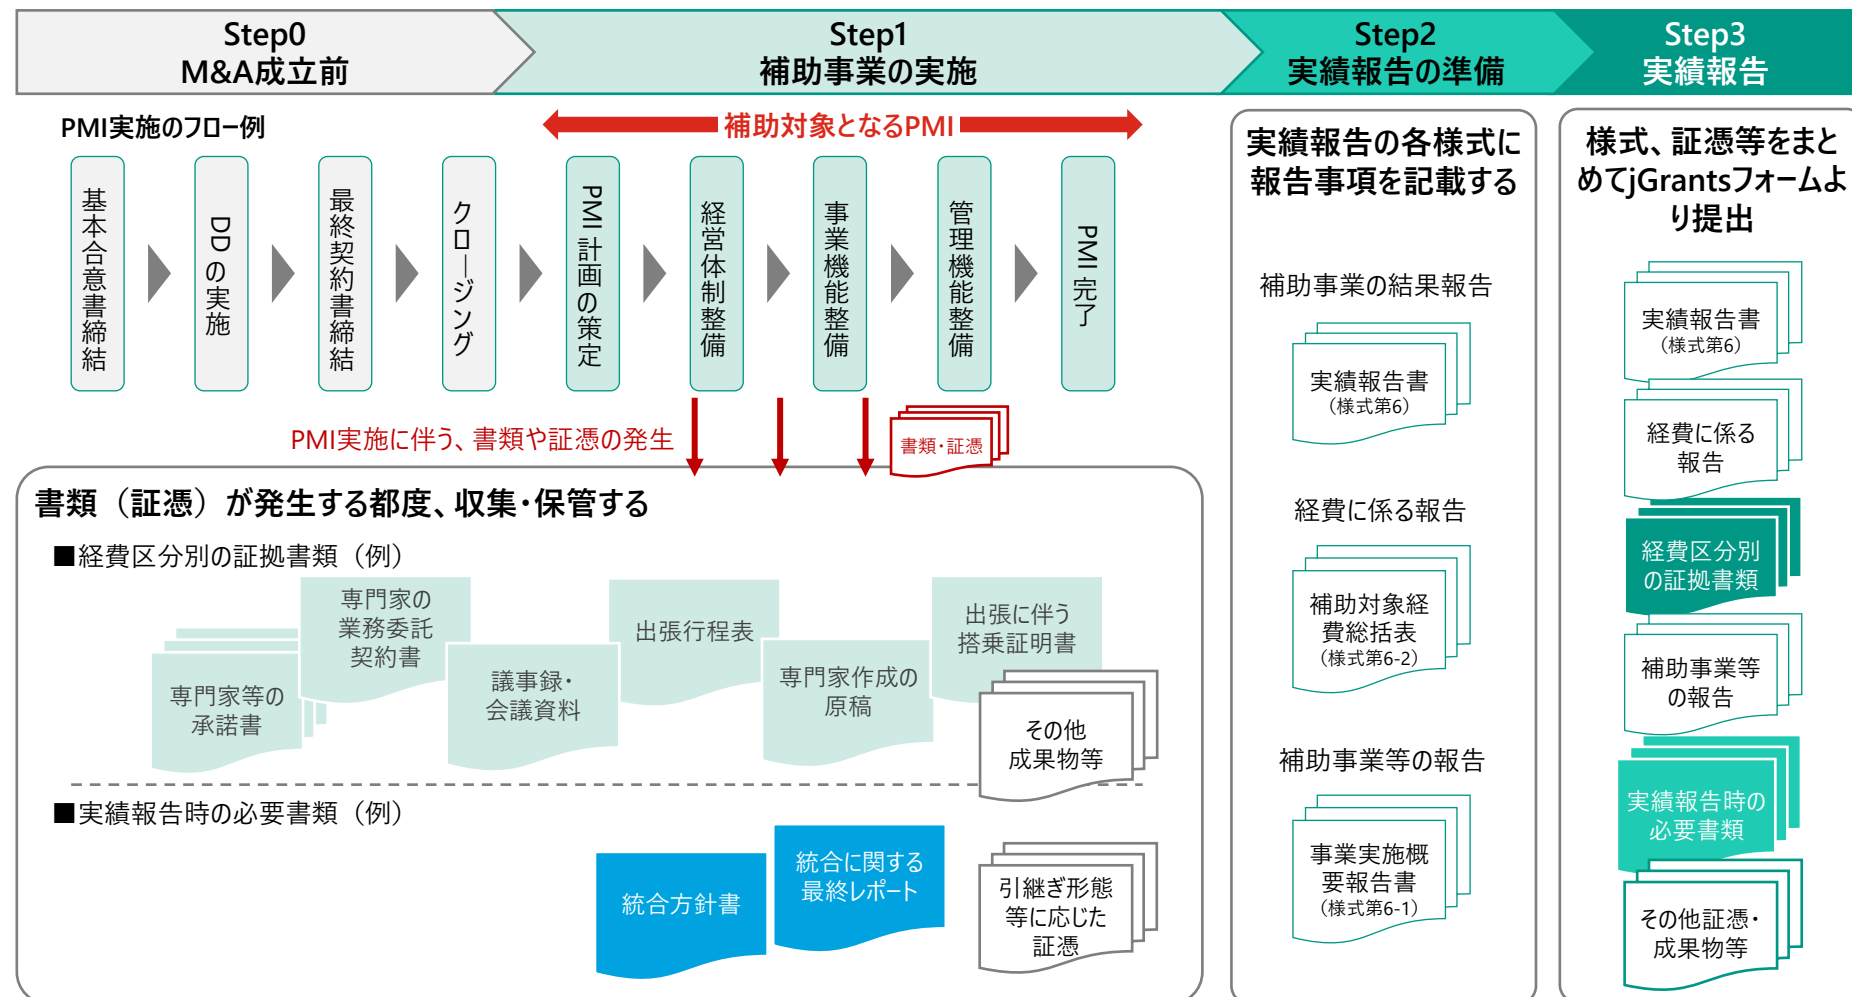 Step0
M&A成立前
Step1
補助事業の実施
Step2
実績報告の準備
Step3
実績報告
PMI実施のフロー例
補助対象となるPMI
基本合意書締結
DDの実施
最終契約書締結
クロージング
PMI計画の策定
経営体制整備
事業機能整備
管理機能整備
PMI完了
PMI実施に伴う、書類や証憑の発生
書類・証憑
書類（証憑）が発生する都度、収集・保管する
■経費区分別の証拠書類（例）
専門家等の
承諾書
専門家の
業務委託
契約書
議事録・
会議資料
出張行程表
専門家作成の
原稿
出張に伴う
搭乗証明書
その他
成果物等
■実績報告時の必要書類（例）
統合方針書
統合に関する
最終レポート
引継ぎ形態
等に応じた
証憑
実績報告の各様式に
報告事項を記載する
補助事業の結果報告
実績報告書
（様式第6）
経費に係る報告
補助対象経
費総括表
（様式第6-2）
補助事業等の報告
事業実施概
要報告書
（様式第6-1）
様式、証憑等をまと
めてjGrantsフォームよ
り提出
実績報告書
（様式第6）
経費に係る
報告
経費区分別
の証拠書類
補助事業等
の報告
実績報告時の
必要書類
その他証憑・
成果物等